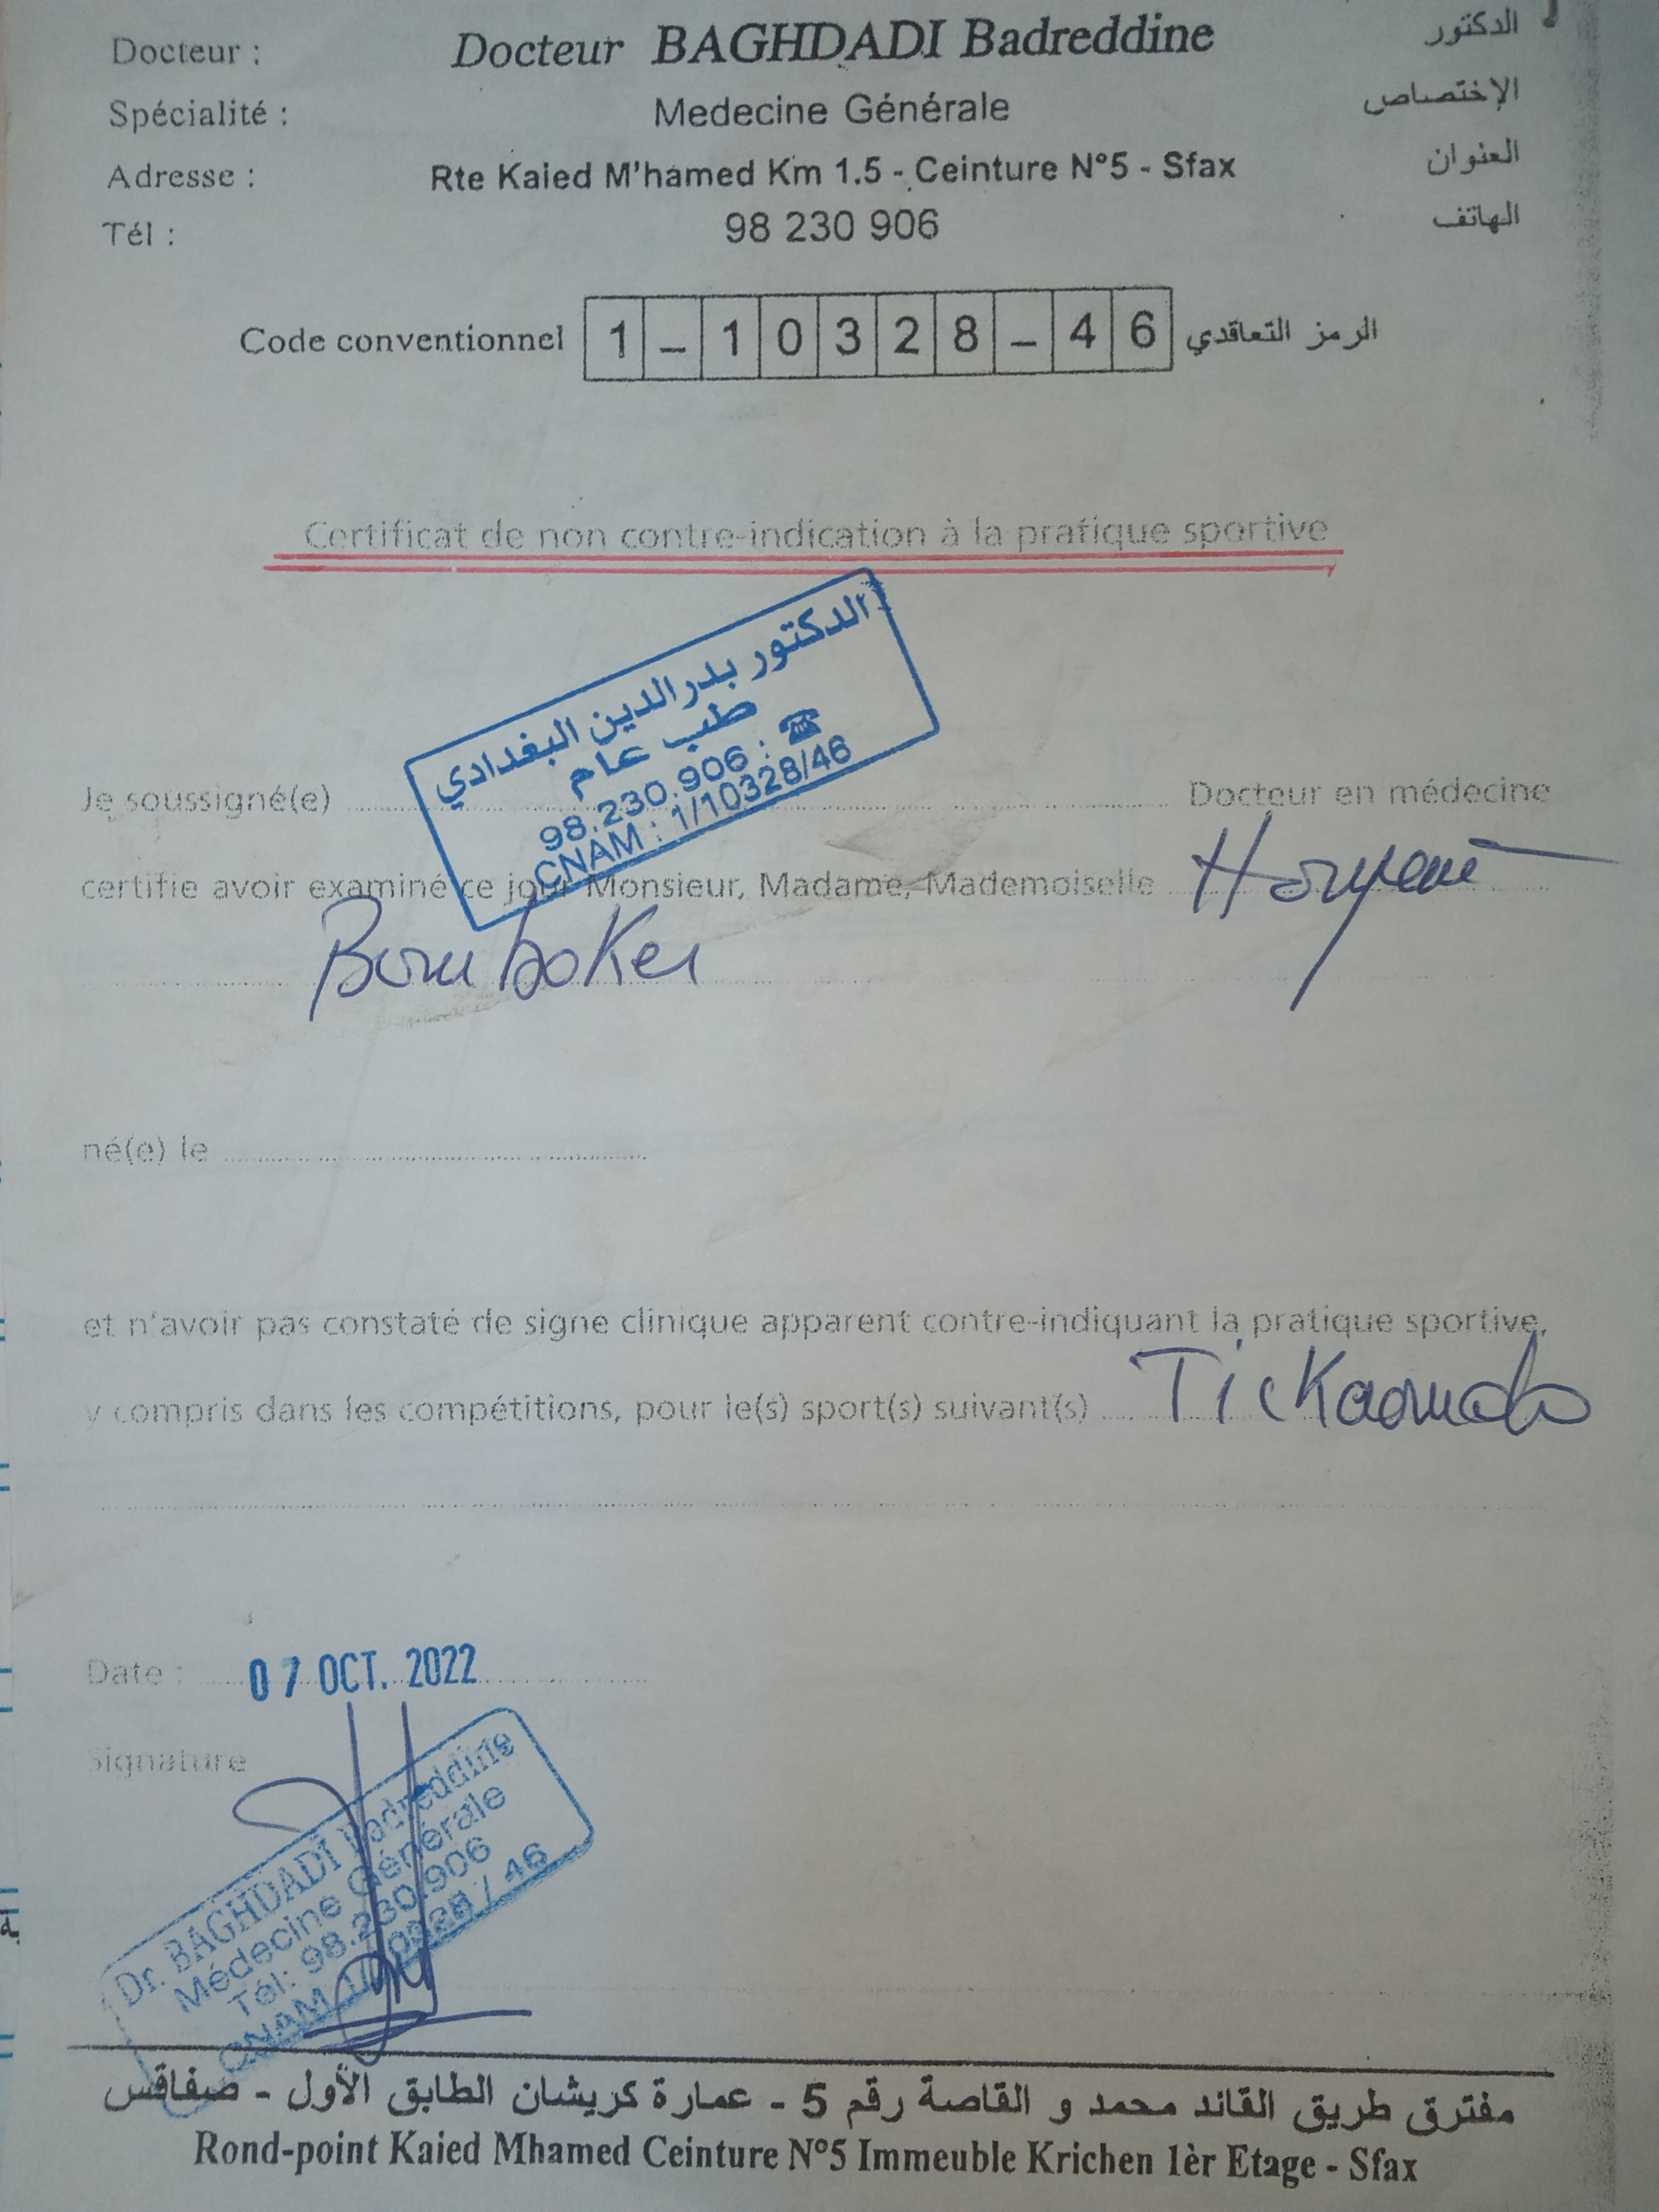 Docteur : Docteur BAGHDADI Badreddine الدكتور
Spécialité : Medecine Générale الإختصاص
Adresse : Rte Kaied M'hamed Km 1.5 - Ceinture N°5 - Sfax العنوان
Tél : 98 230 906 الهاتف
Code conventionnel 1 - 10328 - 46 الرمز التعاقدي
Certificat de non contre-indication à la pratique sportive
الدكتور بدر الدين البغدادي
طب عام
98.230.906 : ☎
CNAM : 1/10328/46
Je soussigné(e) Docteur en médecine
certifie avoir examiné ce jour Monsieur, Madame, Mademoiselle
né(e) le
et n'avoir pas constaté de signe clinique apparent contre-indiquant la pratique sportive,
y compris dans les compétitions, pour le(s) sport(s) suivant(s)
Date : 07 OCT. 2022
Signature
Dr. BAGHDADI Badreddine
Médecine Générale
Tél: 98.230.906
CNAM 1/10328 / 46
مفترق طريق القائد محمد و القاصة رقم 5 - عمارة كريشان الطابق الأول - صفاقس
Rond-point Kaied Mhamed Ceinture N°5 Immeuble Krichen 1èr Etage - Sfax